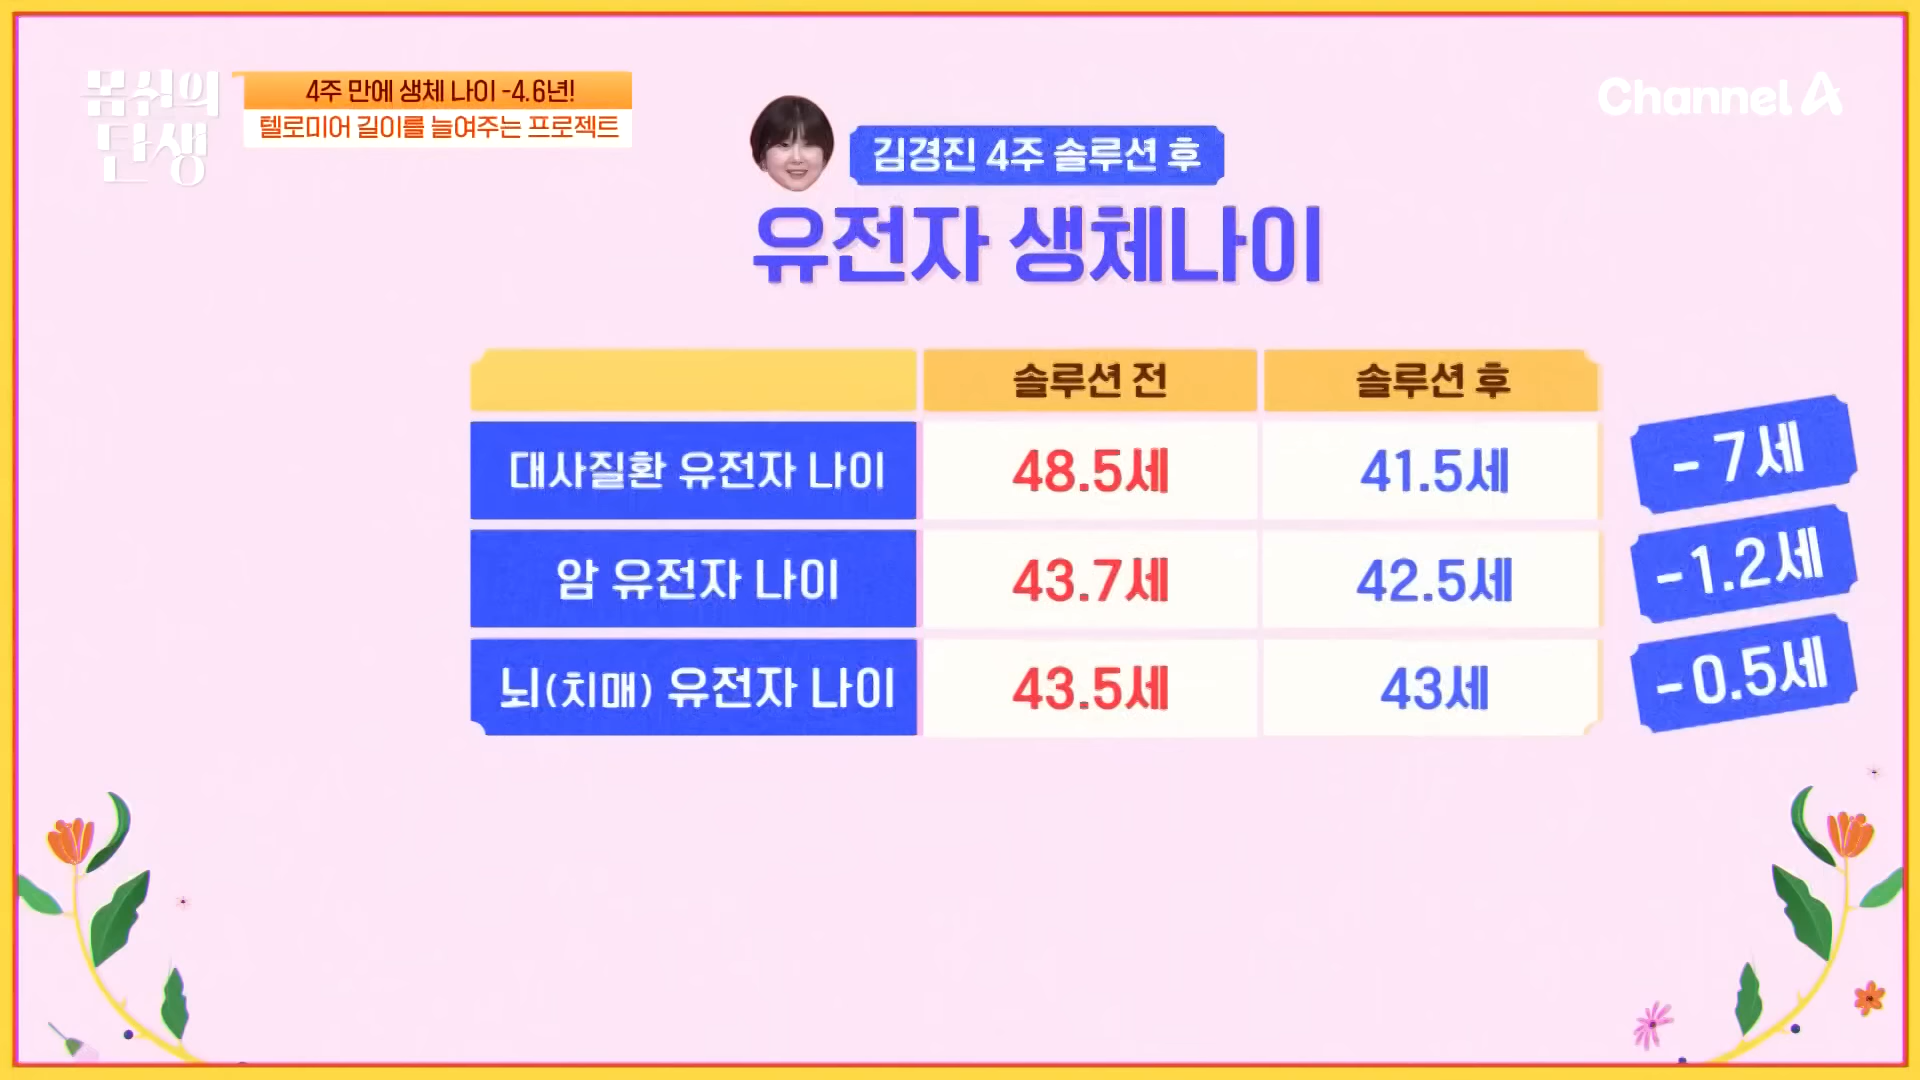 몸신의
탄생
4주 만에 생체 나이 -4.6년!
텔로미어 길이를 늘여주는 프로젝트
Channel A
김경진 4주 솔루션 후
유전자 생체나이
솔루션 전 솔루션 후
대사질환 유전자 나이 48.5세 41.5세 - 7세
암 유전자 나이 43.7세 42.5세 -1.2세
뇌(치매) 유전자 나이 43.5세 43세 -0.5세